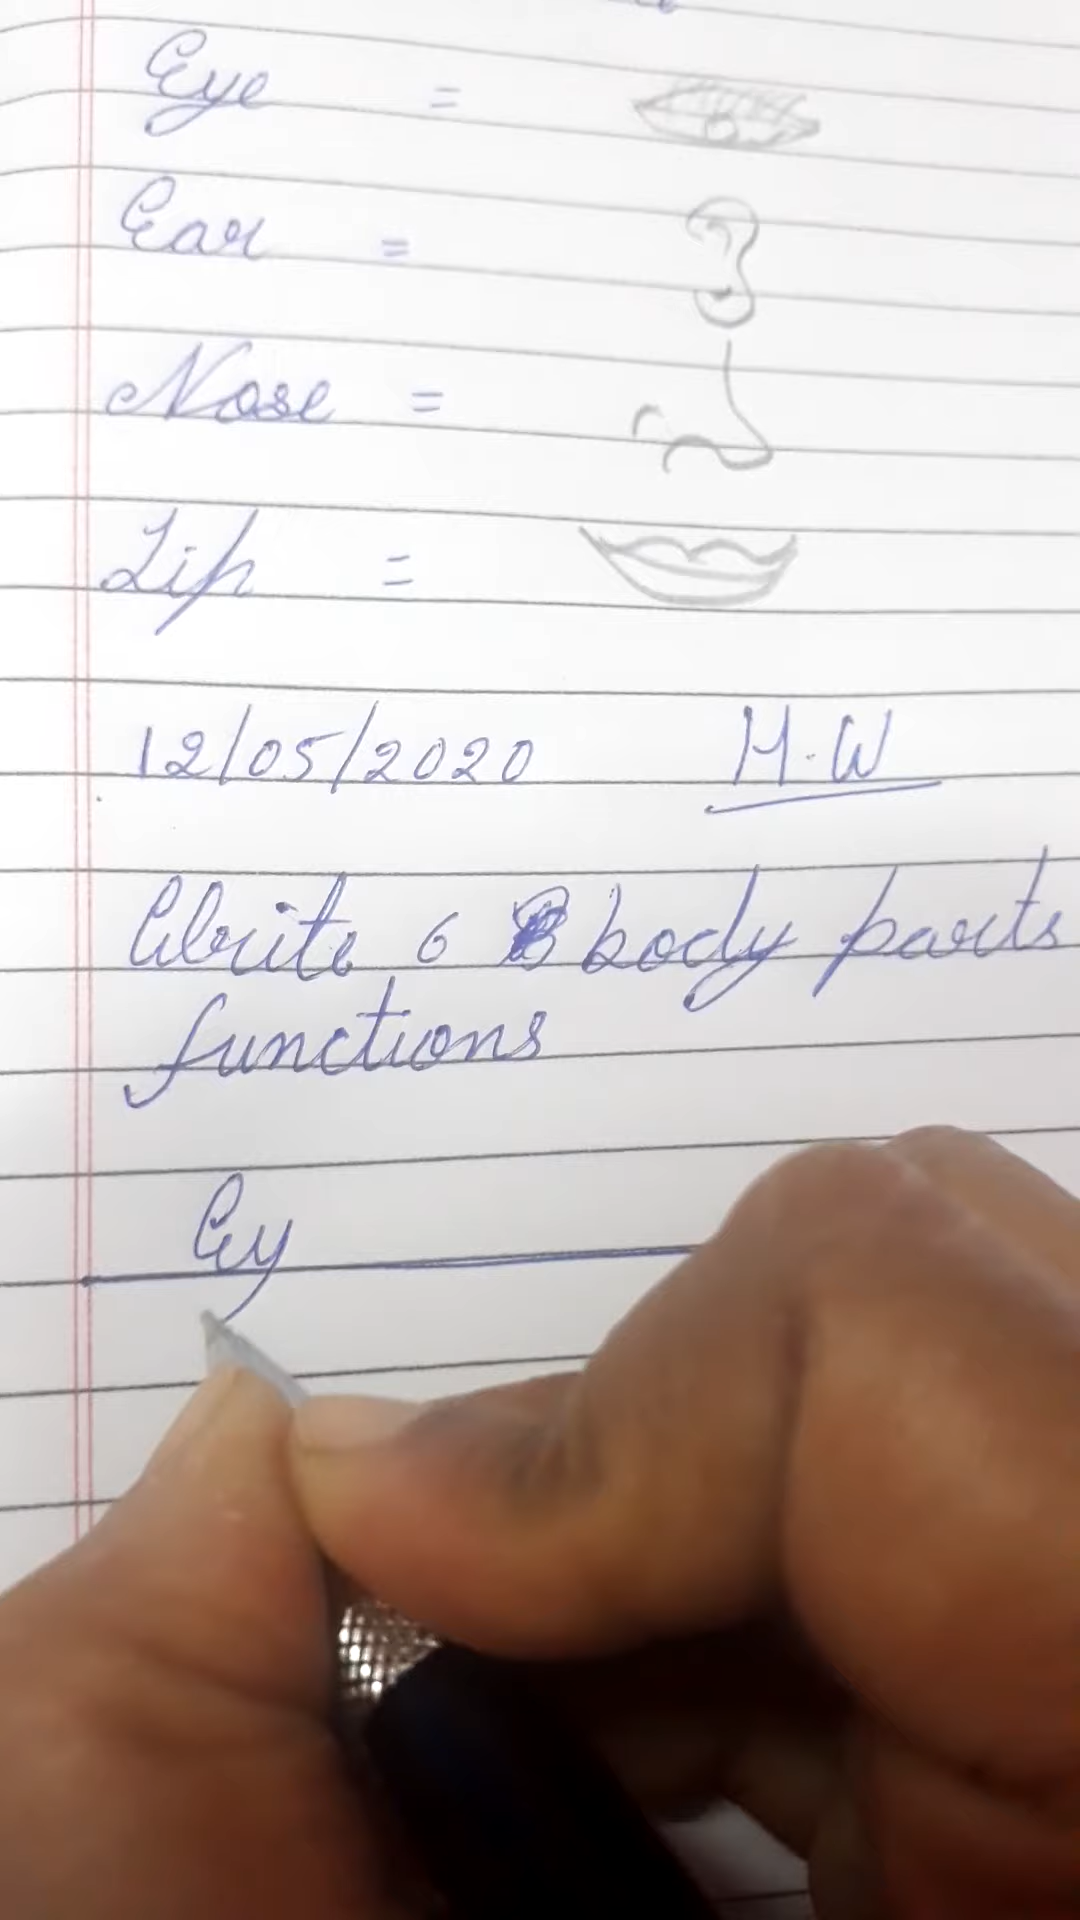 Eye =
Ear =
Nose =
Lip =
12/05/2020 H.W
Write 6 body parts
functions
Ey